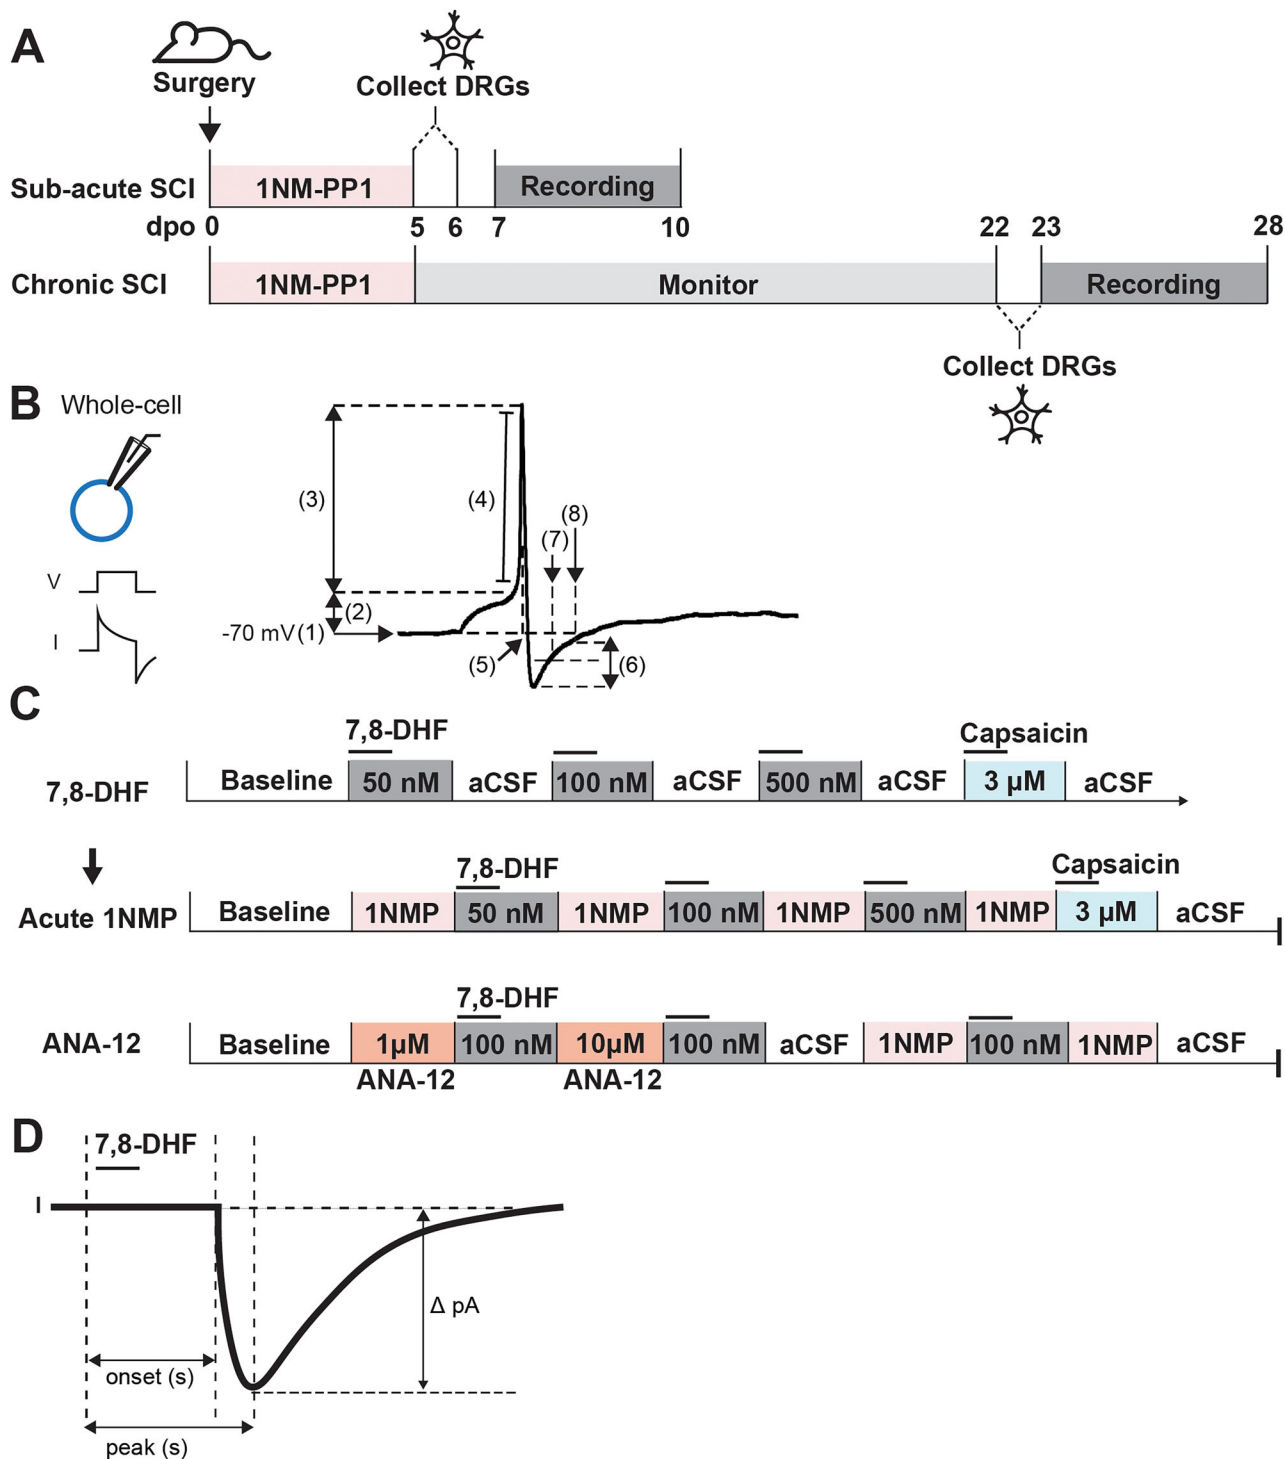 A
Surgery
Collect DRGs
Sub-acute SCI 1NM-PP1 Recording
dpo 0 5 6 7 10 22 23 28
Chronic SCI 1NM-PP1 Monitor Recording
Collect DRGs
B Whole-cell
V
I
(3) (4) (8)
(7)
(2)
-70 mV(1)
(5) (6)
C
7,8-DHF Capsaicin
7,8-DHF Baseline 50 nM aCSF 100 nM aCSF 500 nM aCSF 3 µM aCSF
7,8-DHF Capsaicin
Acute 1NMP Baseline 1NMP 50 nM 1NMP 100 nM 1NMP 500 nM 1NMP 3 µM aCSF
7,8-DHF
ANA-12 Baseline 1µM 100 nM 10µM 100 nM aCSF 1NMP 100 nM 1NMP aCSF
ANA-12 ANA-12
D
7,8-DHF
I
Δ pA
onset (s)
peak (s)